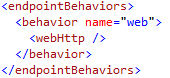 <endpointBehaviors>
<behavior name="web">
<webHttp />
</behavior>
</endpointBehaviors>